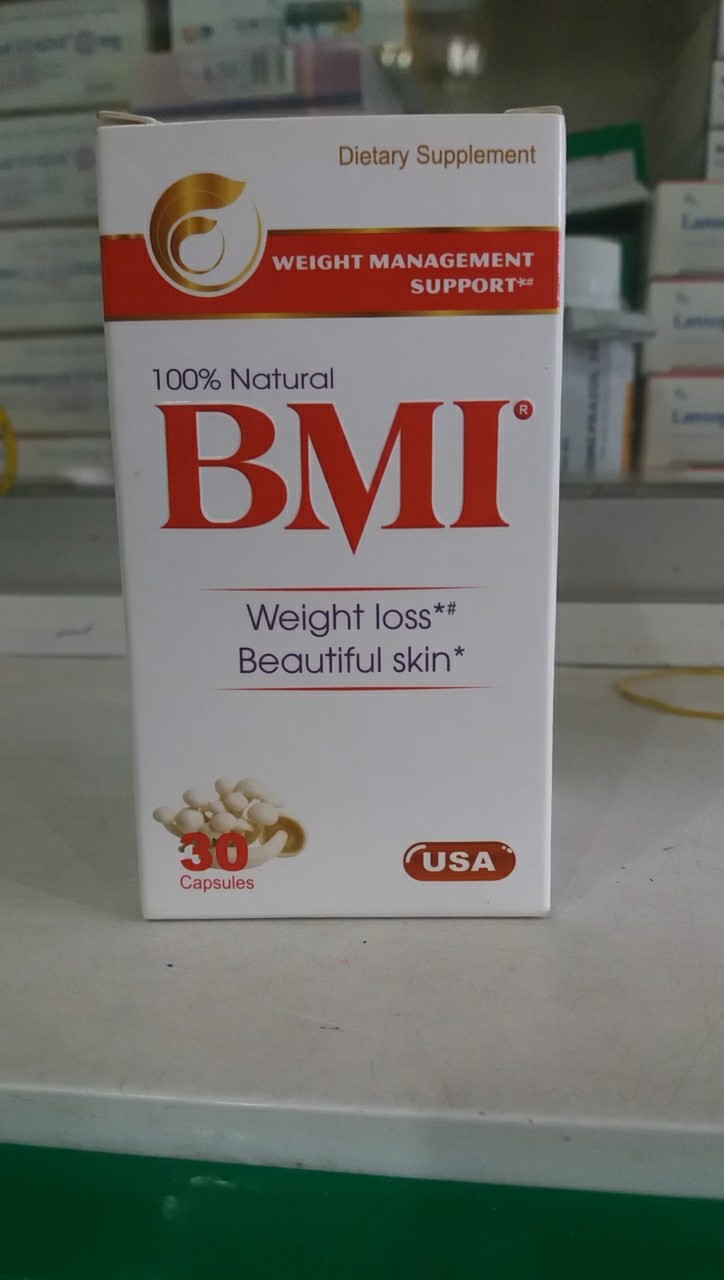 Dietary Supplement
WEIGHT MANAGEMENT
SUPPORT*#
100% Natural
BMI®
Weight loss*#
Beautiful skin*
30
Capsules
USA